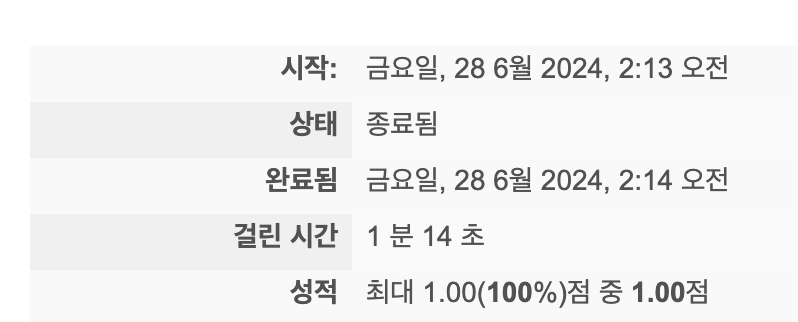 시작: 금요일, 28 6월 2024, 2:13 오전
상태 종료됨
완료됨 금요일, 28 6월 2024, 2:14 오전
걸린 시간 1 분 14 초
성적 최대 1.00(100%)점 중 1.00점